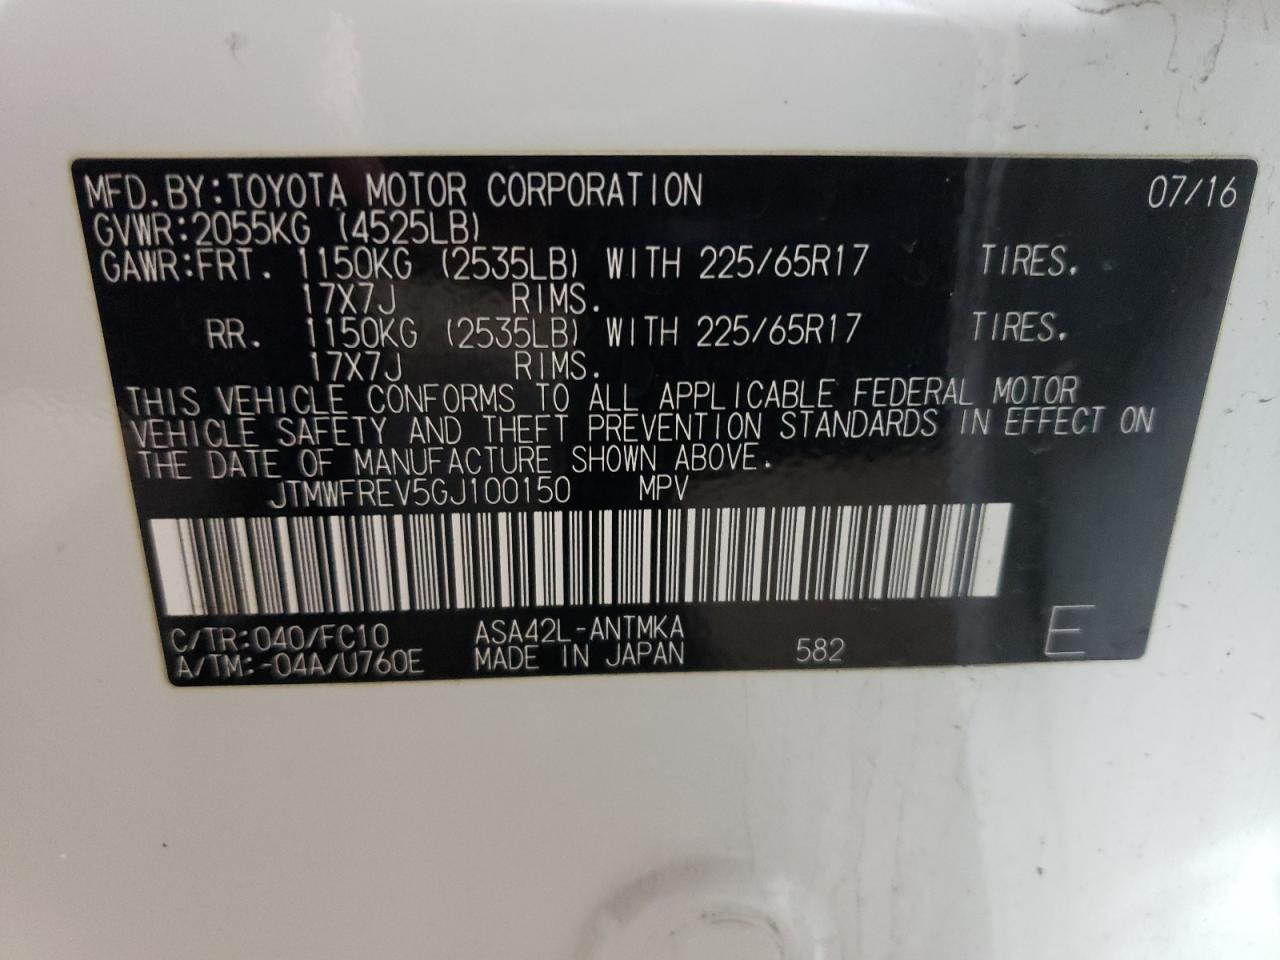 MFD.BY:TOYOTA MOTOR CORPORATION 07/16
GVWR:2055KG (4525LB)
GAWR:FRT. 1150KG (2535LB) WITH 225/65R17 TIRES.
17X7J RIMS.
RR. 1150KG (2535LB) WITH 225/65R17 TIRES.
17X7J RIMS.
THIS VEHICLE CONFORMS TO ALL APPLICABLE FEDERAL MOTOR
VEHICLE SAFETY AND THEFT PREVENTION STANDARDS IN EFFECT ON
THE DATE OF MANUFACTURE SHOWN ABOVE.
JTMWFREV5GJ100150 MPV
C/TR:040/FC10 ASA42L-ANTMKA
A/TM:-04A/U760E MADE IN JAPAN 582 E